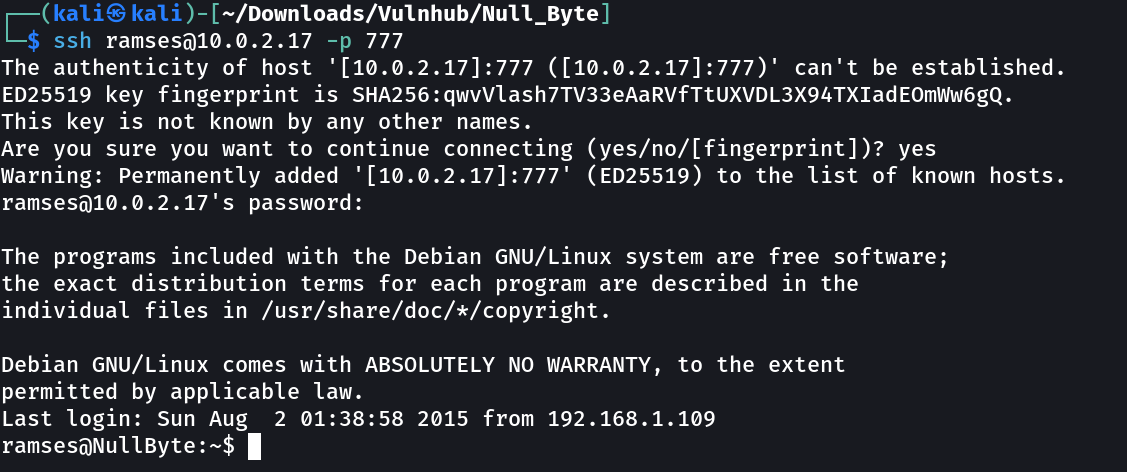 ┌──(kali㉿kali)-[~/Downloads/Vulnhub/Null_Byte]
└─$ ssh ramses@10.0.2.17 -p 777
The authenticity of host '[10.0.2.17]:777 ([10.0.2.17]:777)' can't be established.
ED25519 key fingerprint is SHA256:qwvVlash7TV33eAaRVfTtUXVDL3X94TXIadEOmWw6gQ.
This key is not known by any other names.
Are you sure you want to continue connecting (yes/no/[fingerprint])? yes
Warning: Permanently added '[10.0.2.17]:777' (ED25519) to the list of known hosts.
ramses@10.0.2.17's password:
The programs included with the Debian GNU/Linux system are free software;
the exact distribution terms for each program are described in the
individual files in /usr/share/doc/*/copyright.
Debian GNU/Linux comes with ABSOLUTELY NO WARRANTY, to the extent
permitted by applicable law.
Last login: Sun Aug  2 01:38:58 2015 from 192.168.1.109
ramses@NullByte:~$